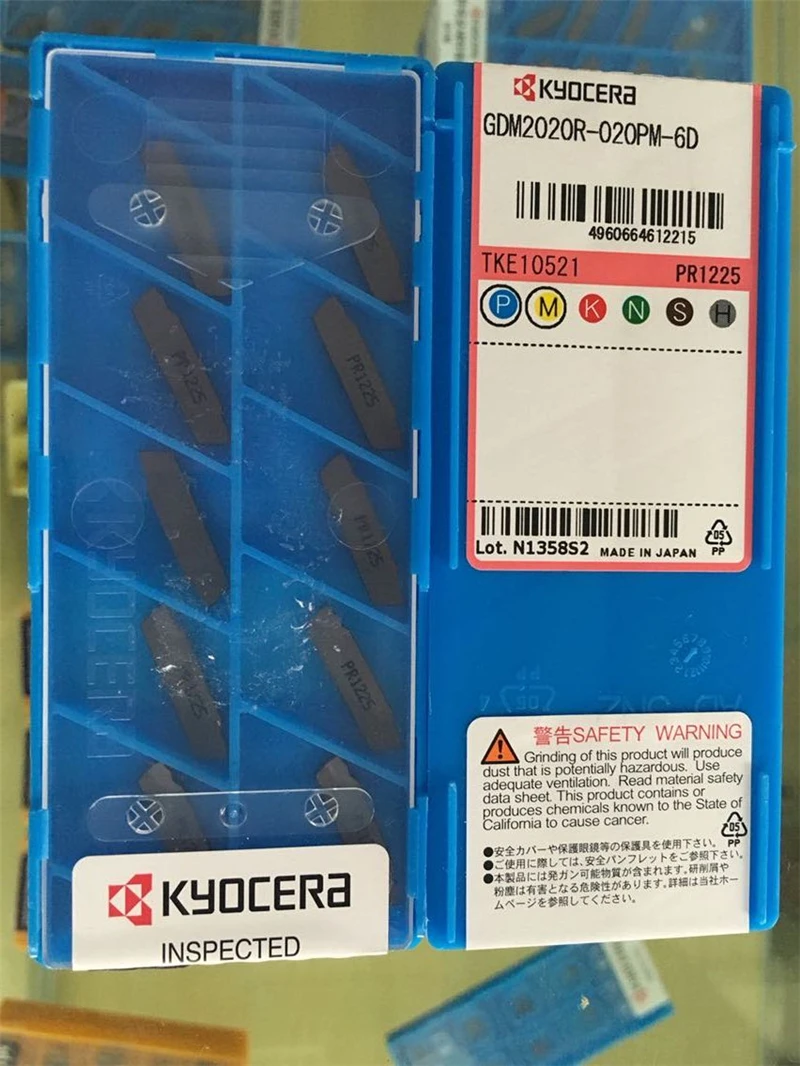 KYOCERA
GDM2020R-020PM-6D
4960664612215
TKE10521 PR1225
P M K N S H
Lot. N1358S2 MADE IN JAPAN
05
PP
PR1225
PR1225
PR1225
PR1225
KYOCERA
KYOCERA
INSPECTED
警告SAFETY WARNING
Grinding of this product will produce
dust that is potentially hazardous. Use
adequate ventilation. Read material safety
data sheet. This product contains or
produces chemicals known to the State of
California to cause cancer.
05
PP
●安全カバーや保護眼鏡等の保護具を使用下さい。
●ご使用に際しては、安全パンフレットをご参照下さい。
●本製品には発ガン可能物質が含まれます。研削屑や
粉塵は有害となる危険性があります。詳細は当社ホー
ムページを参照してください。